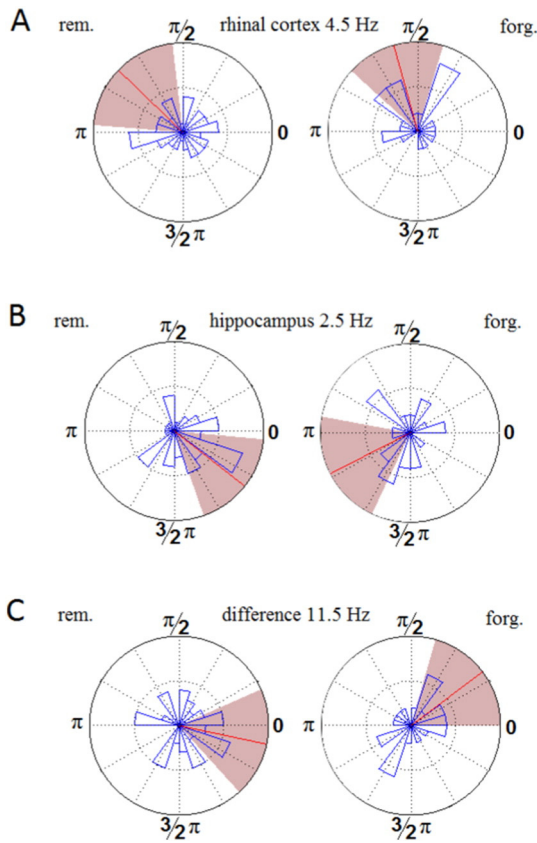 A
rem. π/2 rhinal cortex 4.5 Hz π/2 forg.
π 0 π 0
3/2 π 3/2 π
B
rem. π/2 hippocampus 2.5 Hz π/2 forg.
π 0 π 0
3/2 π 3/2 π
C
rem. π/2 difference 11.5 Hz π/2 forg.
π 0 π 0
3/2 π 3/2 π